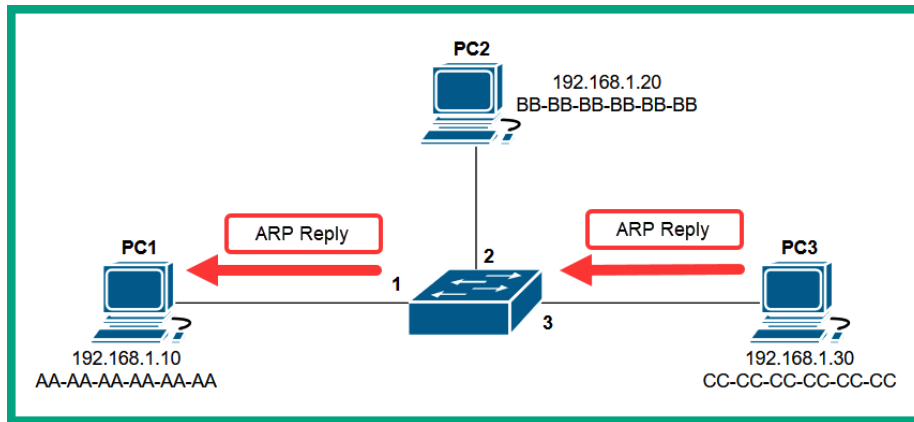 PC2
192.168.1.20
BB-BB-BB-BB-BB-BB
ARP Reply
ARP Reply
PC1
PC3
2
1
3
192.168.1.10
AA-AA-AA-AA-AA-AA
192.168.1.30
CC-CC-CC-CC-CC-CC